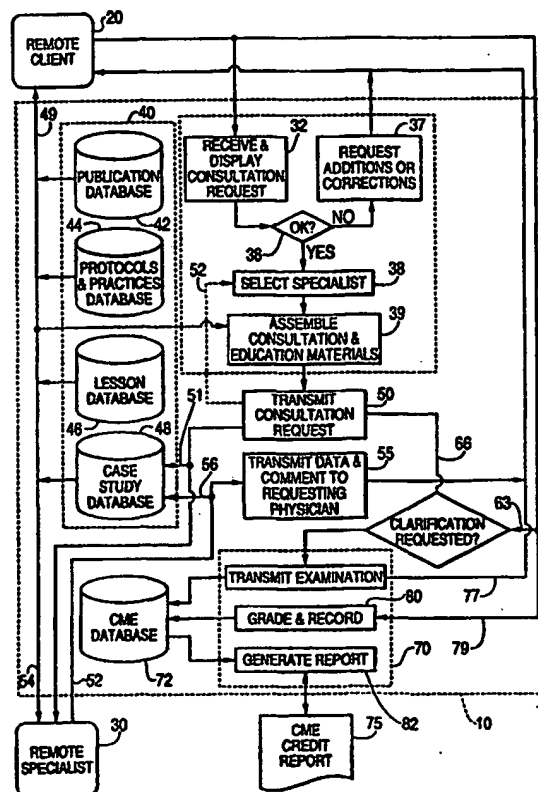 20
REMOTE
CLIENT
49
40
32
37
RECEIVE &
DISPLAY
CONSULTATION
REQUEST
REQUEST
ADDITIONS OR
CORRECTIONS
PUBLICATION
DATABASE
42
44
OK?
NO
36
YES
PROTOCOLS
& PRACTICES
DATABASE
52
SELECT SPECIALIST
38
39
ASSEMBLE
CONSULTATION &
EDUCATION MATERIALS
LESSON
DATABASE
46
48
51
TRANSMIT
CONSULTATION
REQUEST
50
CASE
STUDY
DATABASE
56
66
TRANSMIT DATA &
COMMENT TO
REQUESTING
PHYSICIAN
55
63
CLARIFICATION
REQUESTED?
TRANSMIT EXAMINATION
77
CME
DATABASE
72
80
GRADE & RECORD
79
GENERATE REPORT
70
82
54
52
10
30
REMOTE
SPECIALIST
75
CME
CREDIT
REPORT